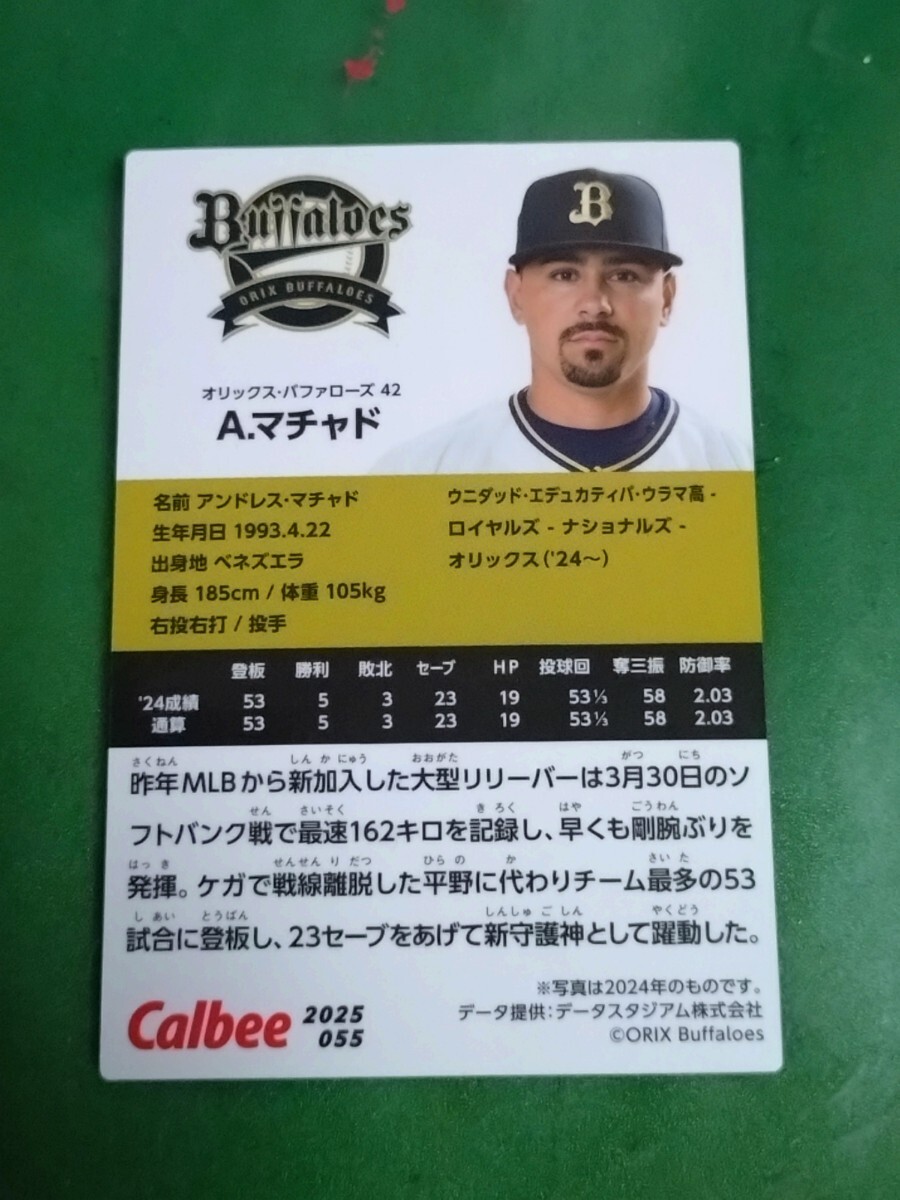 Buffaloes
ORIX BUFFALOES
B
オリックス・バファローズ 42
A.マチャド
名前 アンドレス・マチャド
生年月日 1993.4.22
出身地 ベネズエラ
身長 185cm / 体重 105kg
右投右打 / 投手
ウニダッド・エデュカティバ・ウラマ高 -
ロイヤルズ - ナショナルズ -
オリックス('24〜)
登板 勝利 敗北 セーブ HP 投球回 奪三振 防御率
'24成績 53 5 3 23 19 53⅓ 58 2.03
通算 53 5 3 23 19 53⅓ 58 2.03
さくねん しん か にゅう おおがた がつ にち
昨年MLBから新加入した大型リリーバーは3月30日のソ
せん さいそく き ろく はや ごうわん
フトバンク戦で最速162キロを記録し、早くも剛腕ぶりを
はっ き せんせん り だつ ひら の か さい た
発揮。ケガで戦線離脱した平野に代わりチーム最多の53
し あい とうばん しんしゅ ご しん やくどう
試合に登板し、23セーブをあげて新守護神として躍動した。
※写真は2024年のものです。
データ提供:データスタジアム株式会社
©ORIX Buffaloes
Calbee 2025
055